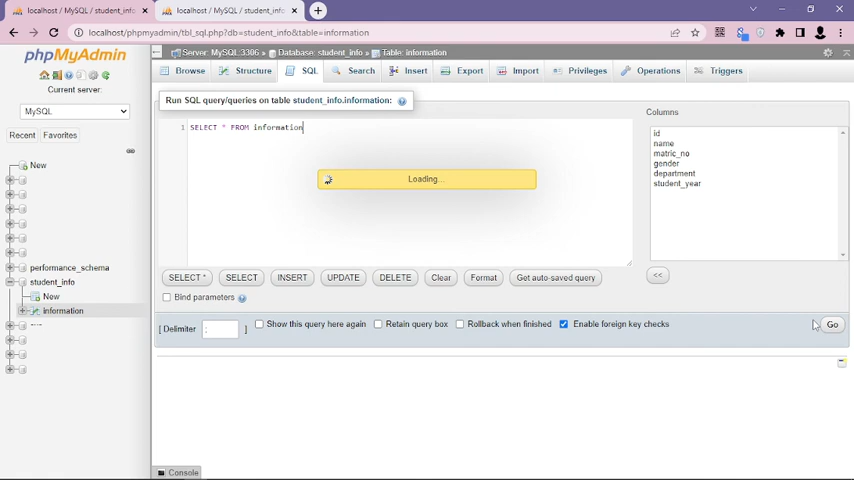 localhost / MySQL / student_info
localhost / MySQL / student_info
localhost/phpmyadmin/tbl_sql.php?db=student_info&table=information
phpMyAdmin
Current server:
MySQL
Recent Favorites
New
performance_schema
student_info
New
information
Server: MySQL:3306 » Database: student_info » Table: information
Browse Structure SQL Search Insert Export Import Privileges Operations Triggers
Run SQL query/queries on table student_info.information:
1 SELECT * FROM information
Loading...
Columns
id
name
matric_no
gender
department
student_year
<<
SELECT * SELECT INSERT UPDATE DELETE Clear Format Get auto-saved query
Bind parameters
[ Delimiter ; ] Show this query here again Retain query box Rollback when finished Enable foreign key checks Go
Console